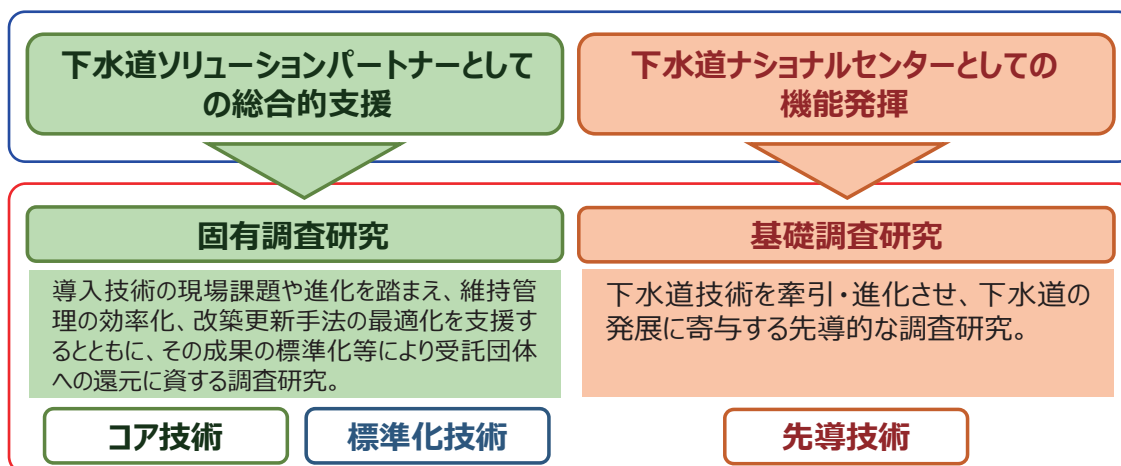 下水道ソリューションパートナーとして
の総合的支援
下水道ナショナルセンターとしての
機能発揮
固有調査研究
導入技術の現場課題や進化を踏まえ、維持管
理の効率化、改築更新手法の最適化を支援す
るとともに、その成果の標準化等により受託団体
への還元に資する調査研究。
コア技術
標準化技術
基礎調査研究
下水道技術を牽引・進化させ、下水道の
発展に寄与する先導的な調査研究。
先導技術